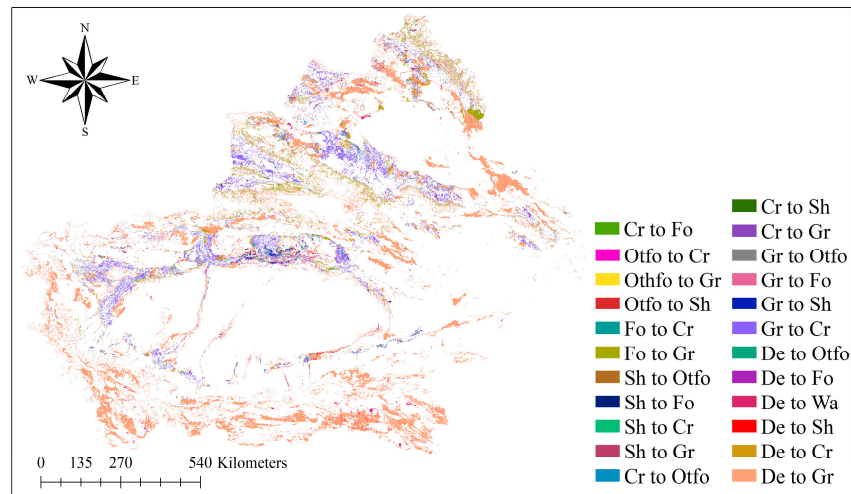 N
W E
S
Cr to Fo
Otfo to Cr
Othfo to Gr
Otfo to Sh
Fo to Cr
Fo to Gr
Sh to Otfo
Sh to Fo
Sh to Cr
Sh to Gr
Cr to Otfo
Cr to Sh
Cr to Gr
Gr to Otfo
Gr to Fo
Gr to Sh
Gr to Cr
De to Otfo
De to Fo
De to Wa
De to Sh
De to Cr
De to Gr
0 135 270 540 Kilometers